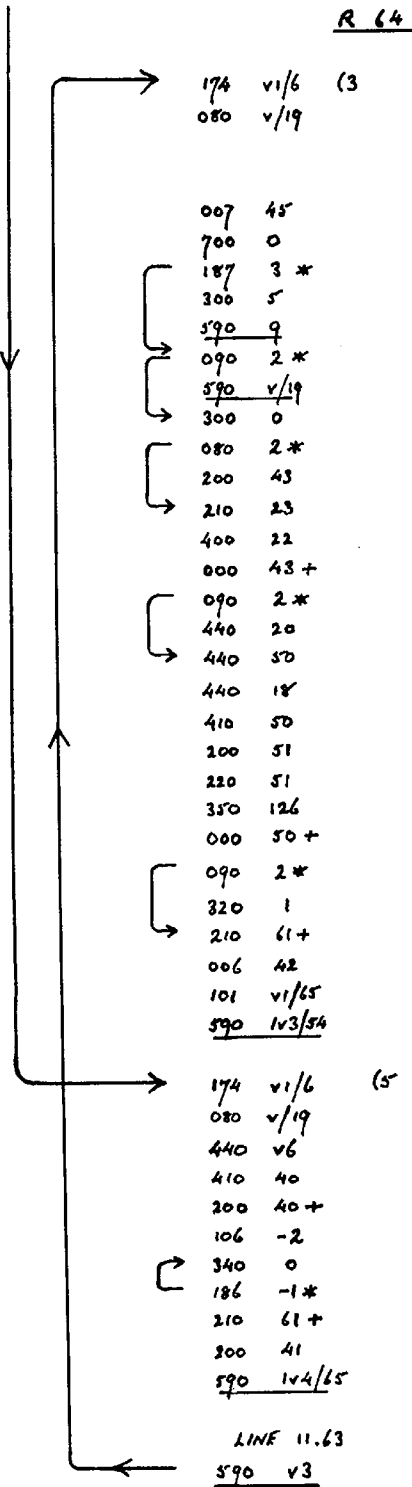 R 64
174 v1/6 (3
080 v/19
007 45
700 0
187 3 *
300 5
590 9
090 2 *
590 v/19
300 0
080 2 *
200 43
210 23
400 22
000 43 +
090 2 *
440 20
440 50
440 18
410 50
200 51
220 51
350 126
000 50 +
090 2 *
320 1
210 61 +
006 42
101 v1/65
590 1v3/54
174 v1/6 (5
080 v/19
440 v6
410 40
200 40 +
106 -2
340 0
186 -1 *
210 61 +
200 41
590 1v4/65
LINE 11.63
590 v3